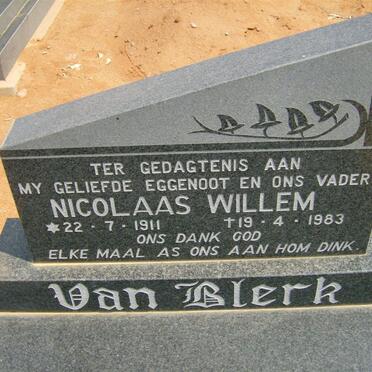 TER GEDAGTENIS AAN
MY GELIEFDE EGGENOOT EN ONS VADER
NICOLAAS WILLEM
✡22 - 7 - 1911 †19 - 4 - 1983
ONS DANK GOD
ELKE MAAL AS ONS AAN HOM DINK.
Van Blerk